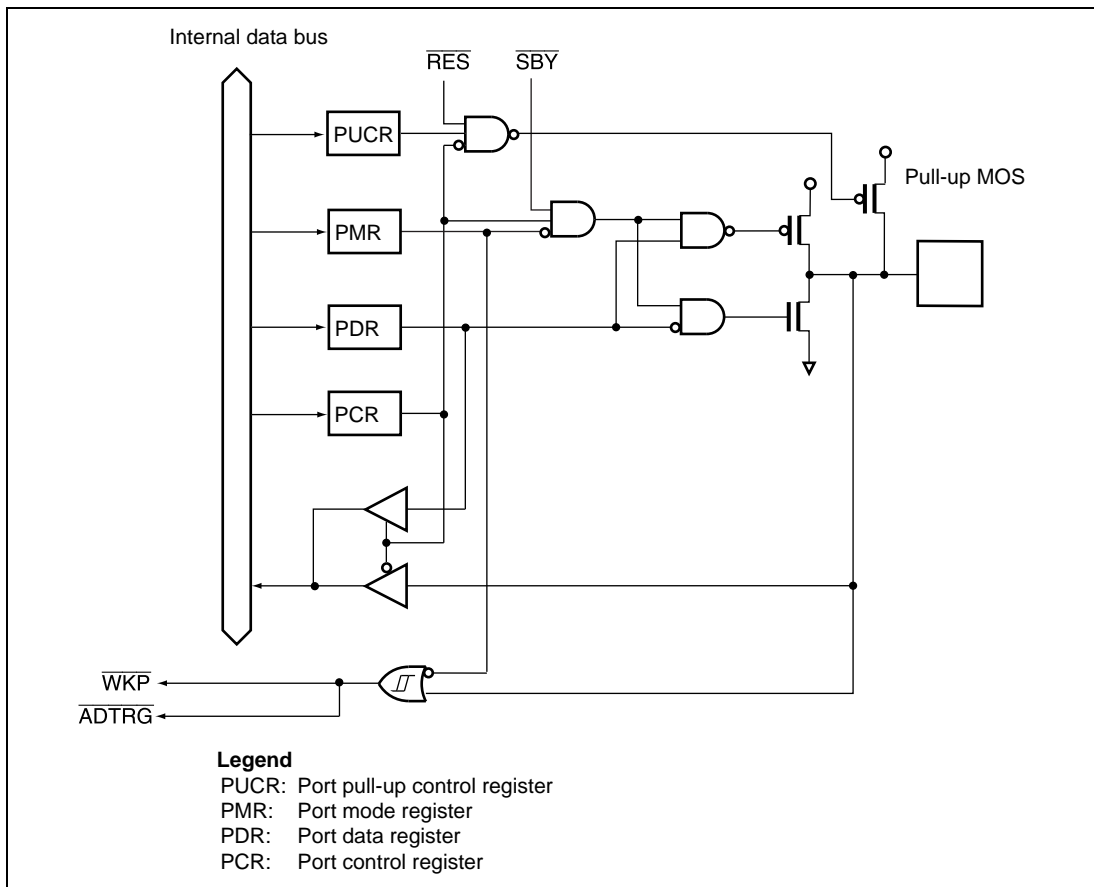 Internal data bus
RES
SBY
PUCR
Pull-up MOS
PMR
PDR
PCR
WKP
ADTRG
Legend
PUCR: Port pull-up control register
PMR: Port mode register
PDR: Port data register
PCR: Port control register